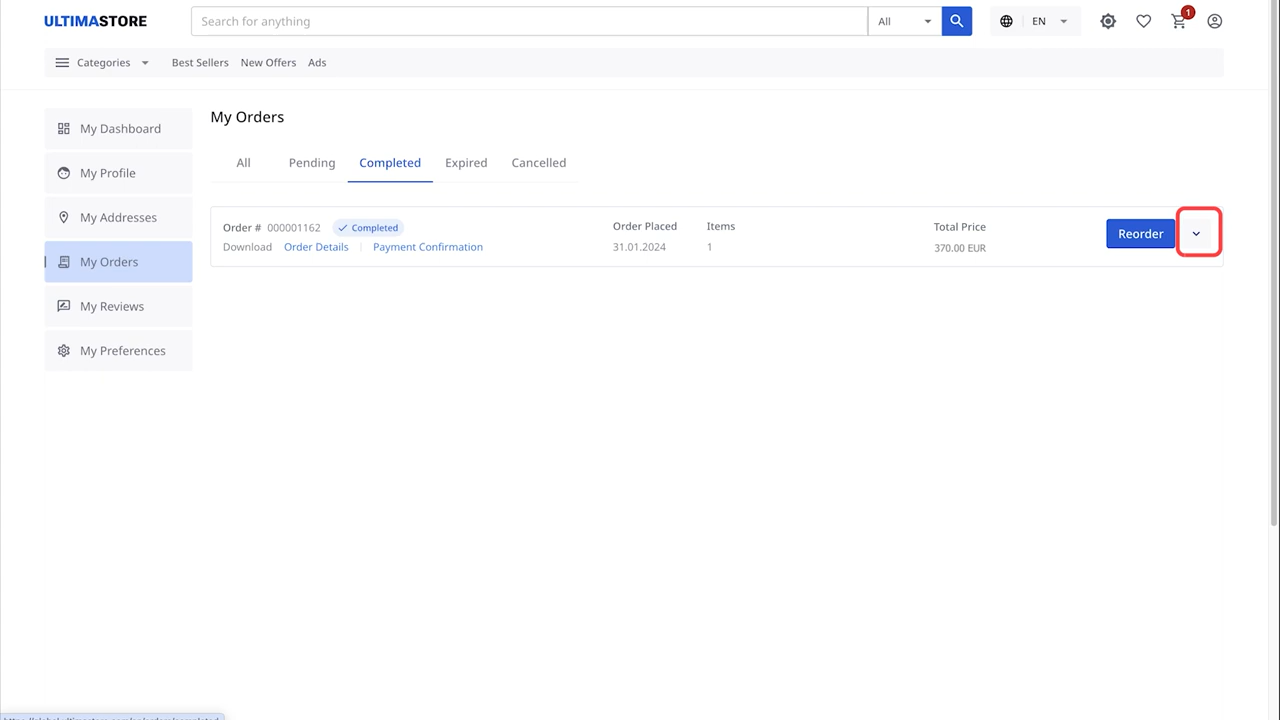 ULTIMASTORE
Search for anything
All
EN
1
Categories
Best Sellers
New Offers
Ads
My Dashboard
My Profile
My Addresses
My Orders
My Reviews
My Preferences
My Orders
All
Pending
Completed
Expired
Cancelled
Order # 000001162
Completed
Download
Order Details
Payment Confirmation
Order Placed
31.01.2024
Items
1
Total Price
370.00 EUR
Reorder